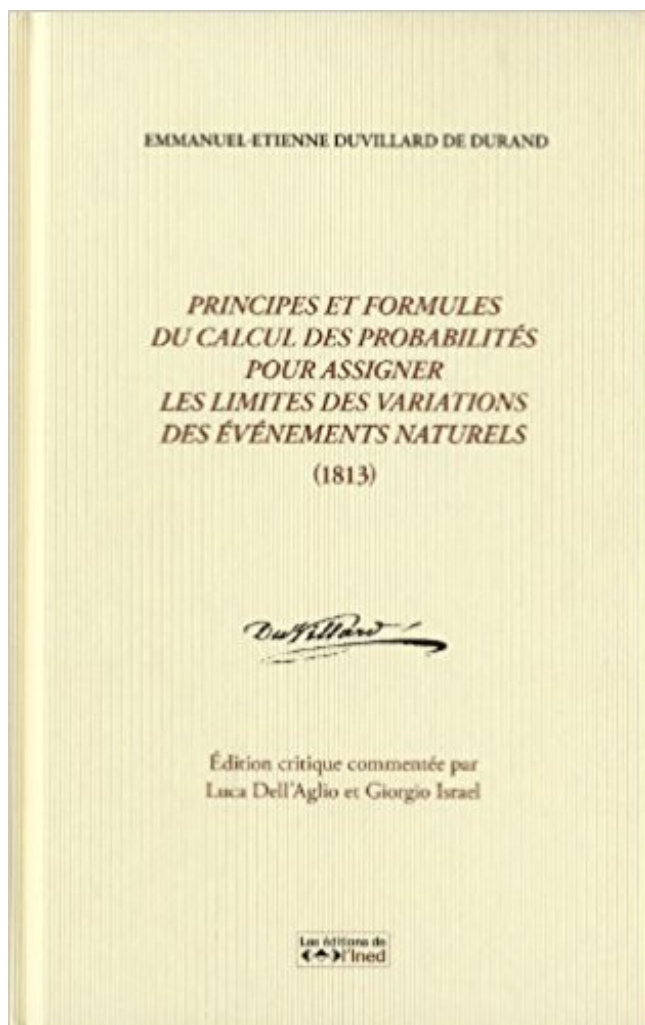 EMMANUEL-ETIENNE DUVILLARD DE DURAND
PRINCIPES ET FORMULES
DU CALCUL DES PROBABILITÉS
POUR ASSIGNER
LES LIMITES DES VARIATIONS
DES ÉVÉNEMENTS NATURELS
(1813)
DuVillard
Édition critique commentée par
Luca Dell'Aglio et Giorgio Israel
Les éditions de
l'Ined